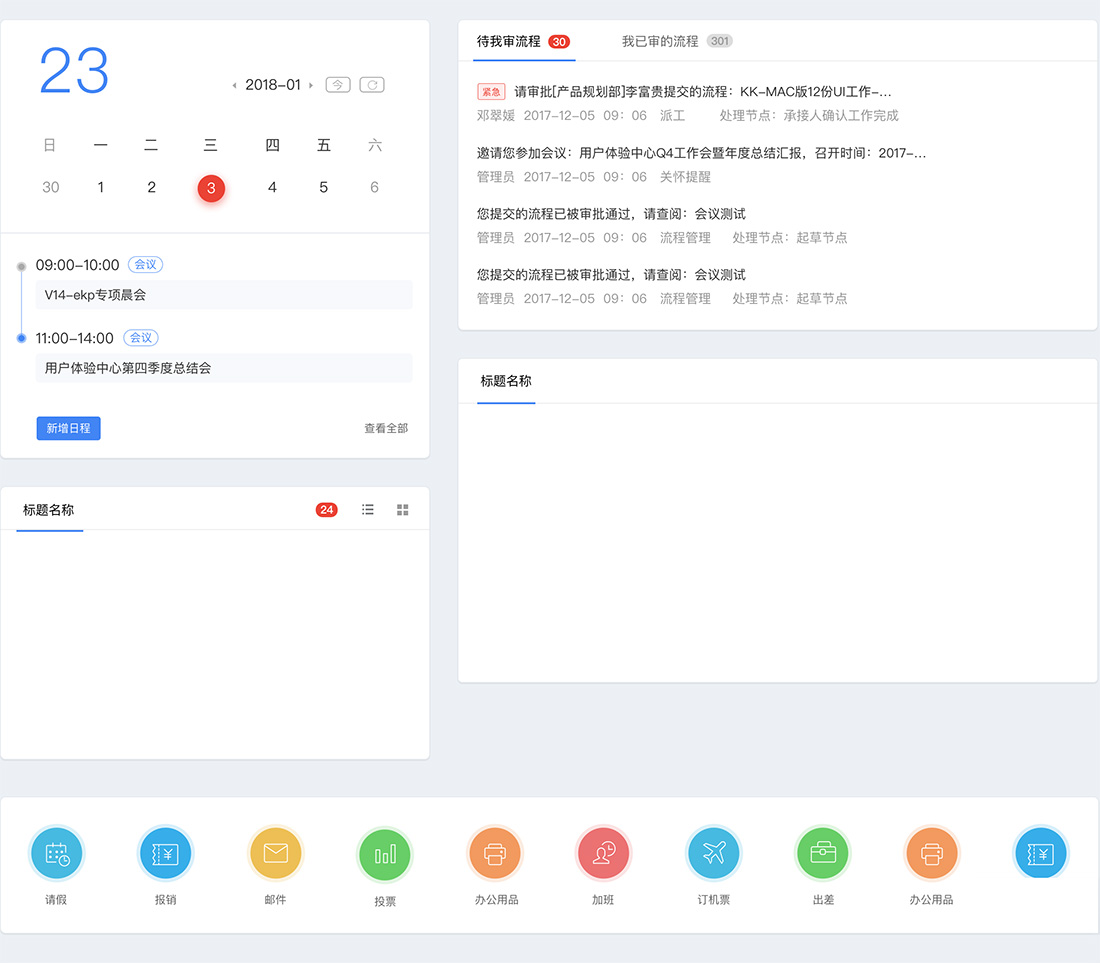 23
2018-01 今
日 一 二 三 四 五 六
30 1 2 3 4 5 6
09:00-10:00 会议
V14-ekp专项晨会
11:00-14:00 会议
用户体验中心第四季度总结会
新增日程 查看全部
待我审流程 30 我已审的流程 301
紧急 请审批[产品规划部]李富贵提交的流程：KK-MAC版12份UI工作-...
邓翠媛 2017-12-05 09：06 派工 处理节点：承接人确认工作完成
邀请您参加会议：用户体验中心Q4工作会暨年度总结汇报，召开时间：2017-...
管理员 2017-12-05 09：06 关怀提醒
您提交的流程已被审批通过，请查阅：会议测试
管理员 2017-12-05 09：06 流程管理 处理节点：起草节点
您提交的流程已被审批通过，请查阅：会议测试
管理员 2017-12-05 09：06 流程管理 处理节点：起草节点
标题名称
标题名称 24
请假 报销 邮件 投票 办公用品 加班 订机票 出差 办公用品